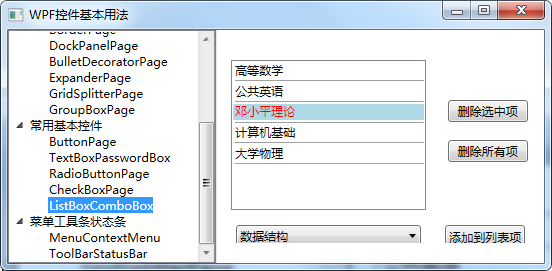 WPF控件基本用法
BorderPage
DockPanelPage
BulletDecoratorPage
ExpanderPage
GridSplitterPage
GroupBoxPage
常用基本控件
ButtonPage
TextBoxPasswordBox
RadioButtonPage
CheckBoxPage
ListBoxComboBox
菜单工具条状态条
MenuContextMenu
ToolBarStatusBar
高等数学
公共英语
邓小平理论
计算机基础
大学物理
删除选中项
删除所有项
数据结构
添加到列表项